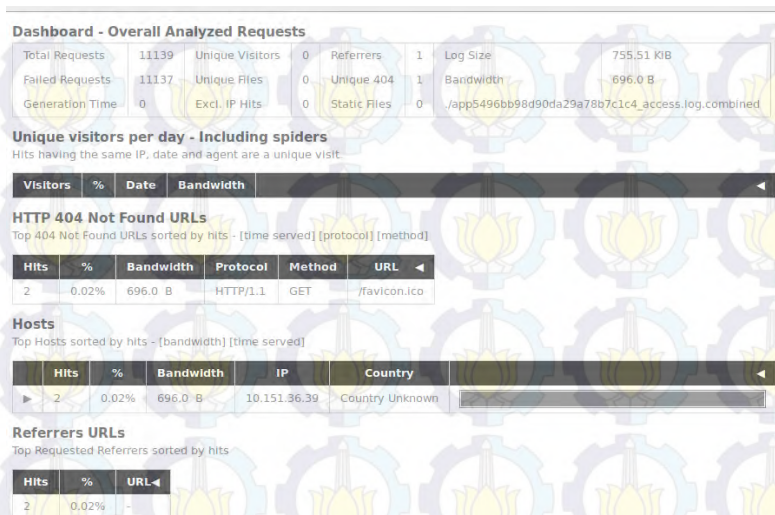 Dashboard - Overall Analyzed Requests
Total Requests 11139 Unique Visitors 0 Referrers 1 Log Size 755.51 KiB
Failed Requests 11137 Unique Files 0 Unique 404 1 Bandwidth 696.0 B
Generation Time 0 Excl. IP Hits 0 Static Files 0 ./app5496bb98d90da29a78b7c1c4_access.log.combined
Unique visitors per day - Including spiders
Hits having the same IP, date and agent are a unique visit.
Visitors % Date Bandwidth ◀
HTTP 404 Not Found URLs
Top 404 Not Found URLs sorted by hits - [time served] [protocol] [method]
Hits % Bandwidth Protocol Method URL ◀
2 0.02% 696.0 B HTTP/1.1 GET /favicon.ico
Hosts
Top Hosts sorted by hits - [bandwidth] [time served]
Hits % Bandwidth IP Country ◀
▶ 2 0.02% 696.0 B 10.151.36.39 Country Unknown
Referrers URLs
Top Requested Referrers sorted by hits
Hits % URL◀
2 0.02% -